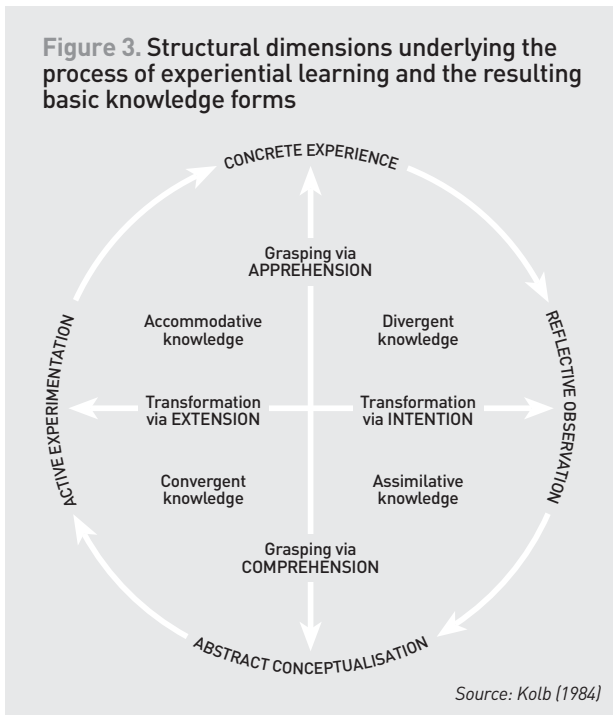 Figure 3. Structural dimensions underlying the
process of experiential learning and the resulting
basic knowledge forms
CONCRETE EXPERIENCE
Grasping via
APPREHENSION
Accommodative
knowledge
Divergent
knowledge
ACTIVE EXPERIMENTATION
REFLECTIVE OBSERVATION
Transformation
via EXTENSION
Transformation
via INTENTION
Convergent
knowledge
Assimilative
knowledge
Grasping via
COMPREHENSION
ABSTRACT CONCEPTUALISATION
Source: Kolb (1984)